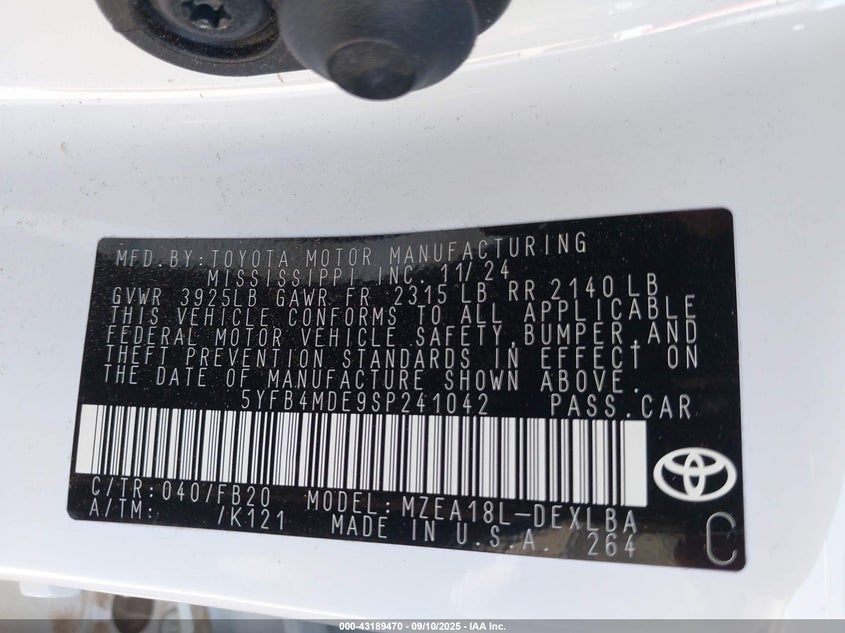 MFD. BY: TOYOTA MOTOR MANUFACTURING
MISSISSIPPI INC. 11/24
GVWR 3925LB GAWR FR 2315 LB RR 2140 LB
THIS VEHICLE CONFORMS TO ALL APPLICABLE
FEDERAL MOTOR VEHICLE SAFETY, BUMPER, AND
THEFT PREVENTION STANDARDS IN EFFECT ON
THE DATE OF MANUFACTURE SHOWN ABOVE.
5YFB4MDE9SP241042 PASS. CAR
C/TR: 040/FB20 MODEL: MZEA18L-DEXLBA
A/TM: /K121 MADE IN U.S.A. 264 C
000-43189470 - 09/10/2025 - IAA Inc.